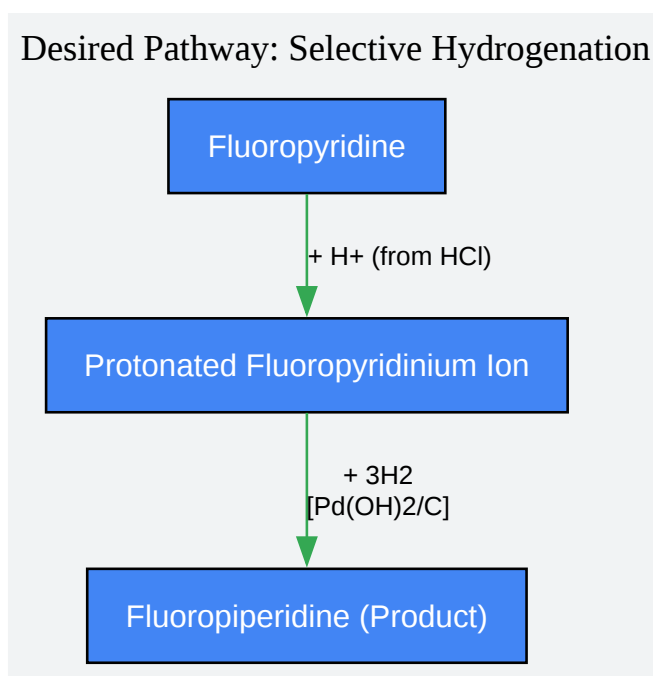 Desired Pathway: Selective Hydrogenation
Fluoropyridine
+ H+ (from HCl)
Protonated Fluoropyridinium Ion
+ 3H2
[Pd(OH)2/C]
Fluoropiperidine (Product)